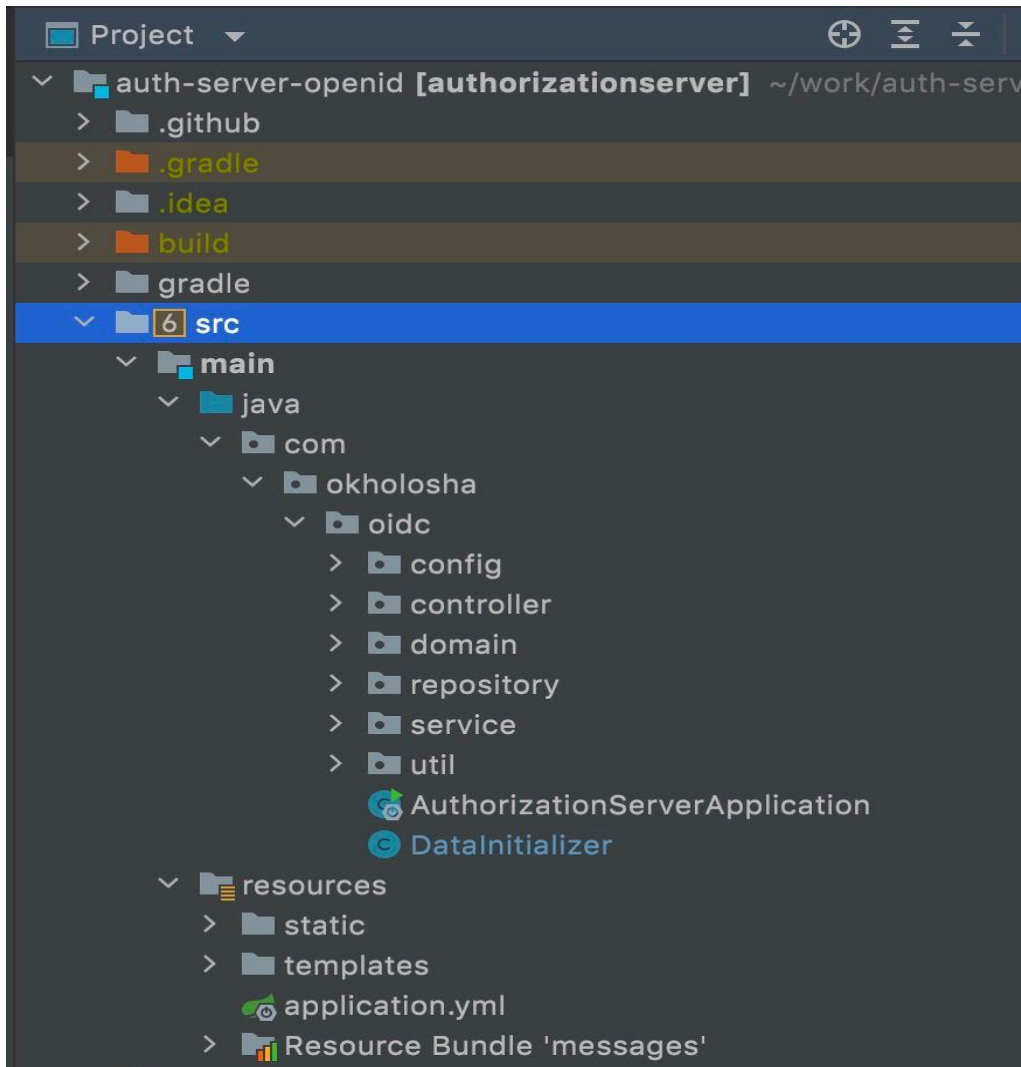 Project
auth-server-openid [authorizationserver] ~/work/auth-serv
.github
.gradle
.idea
build
gradle
6 src
main
java
com
okholosha
oidc
config
controller
domain
repository
service
util
AuthorizationServerApplication
DataInitializer
resources
static
templates
application.yml
Resource Bundle 'messages'